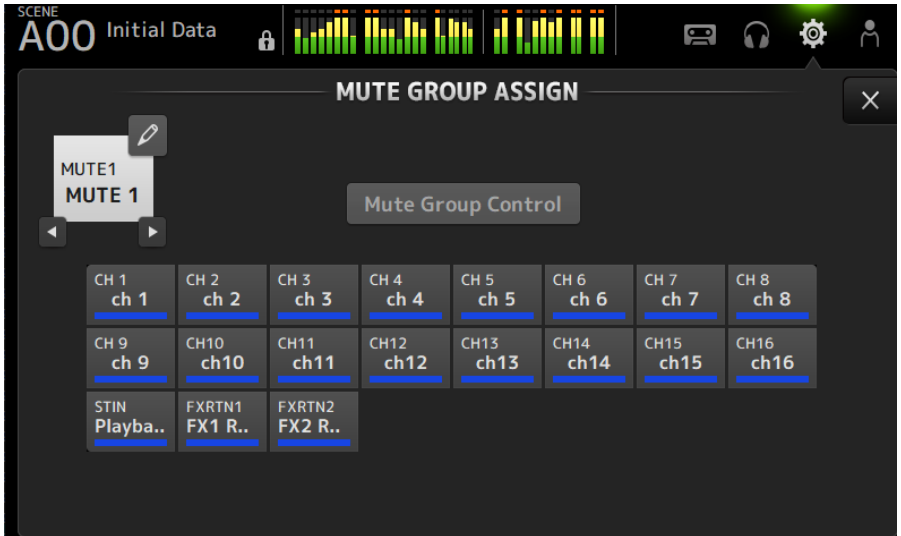 SCENE
A00 Initial Data
MUTE GROUP ASSIGN
MUTE1
MUTE 1
Mute Group Control
CH 1 CH 2 CH 3 CH 4 CH 5 CH 6 CH 7 CH 8
ch 1 ch 2 ch 3 ch 4 ch 5 ch 6 ch 7 ch 8
CH 9 CH10 CH11 CH12 CH13 CH14 CH15 CH16
ch 9 ch10 ch11 ch12 ch13 ch14 ch15 ch16
STIN FXRTN1 FXRTN2
Playba.. FX1 R.. FX2 R..